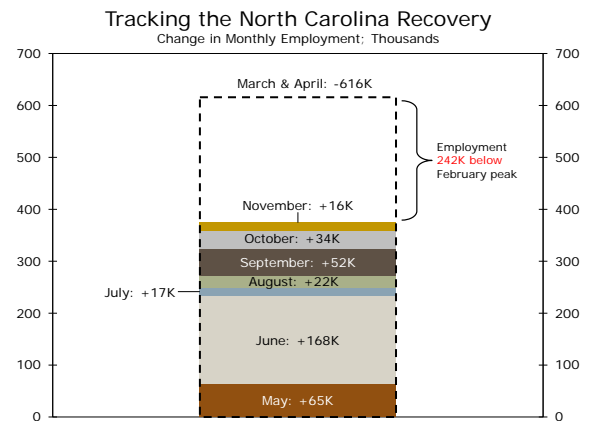 Tracking the North Carolina Recovery
Change in Monthly Employment; Thousands
700
700
March & April: -616K
600
600
Employment
242K below
February peak
500
500
November: +16K
400
400
October: +34K
September: +52K
300
300
August: +22K
July: +17K
200
200
June: +168K
100
100
May: +65K
0
0